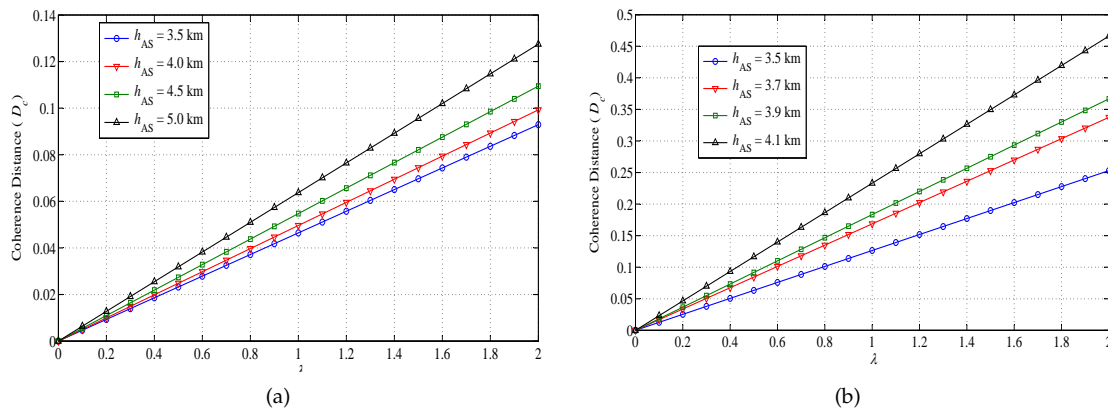 0.14
0.12
0.1
0.08
0.06
0.04
0.02
0
Coherence Distance ( D_c )
h_AS = 3.5 km
h_AS = 4.0 km
h_AS = 4.5 km
h_AS = 5.0 km
0 0.2 0.4 0.6 0.8 1 1.2 1.4 1.6 1.8 2
(a)
0.5
0.45
0.4
0.35
0.3
0.25
0.2
0.15
0.1
0.05
0
Coherence Distance ( D_c )
h_AS = 3.5 km
h_AS = 3.7 km
h_AS = 3.9 km
h_AS = 4.1 km
0 0.2 0.4 0.6 0.8 1 1.2 1.4 1.6 1.8 2
λ
(b)